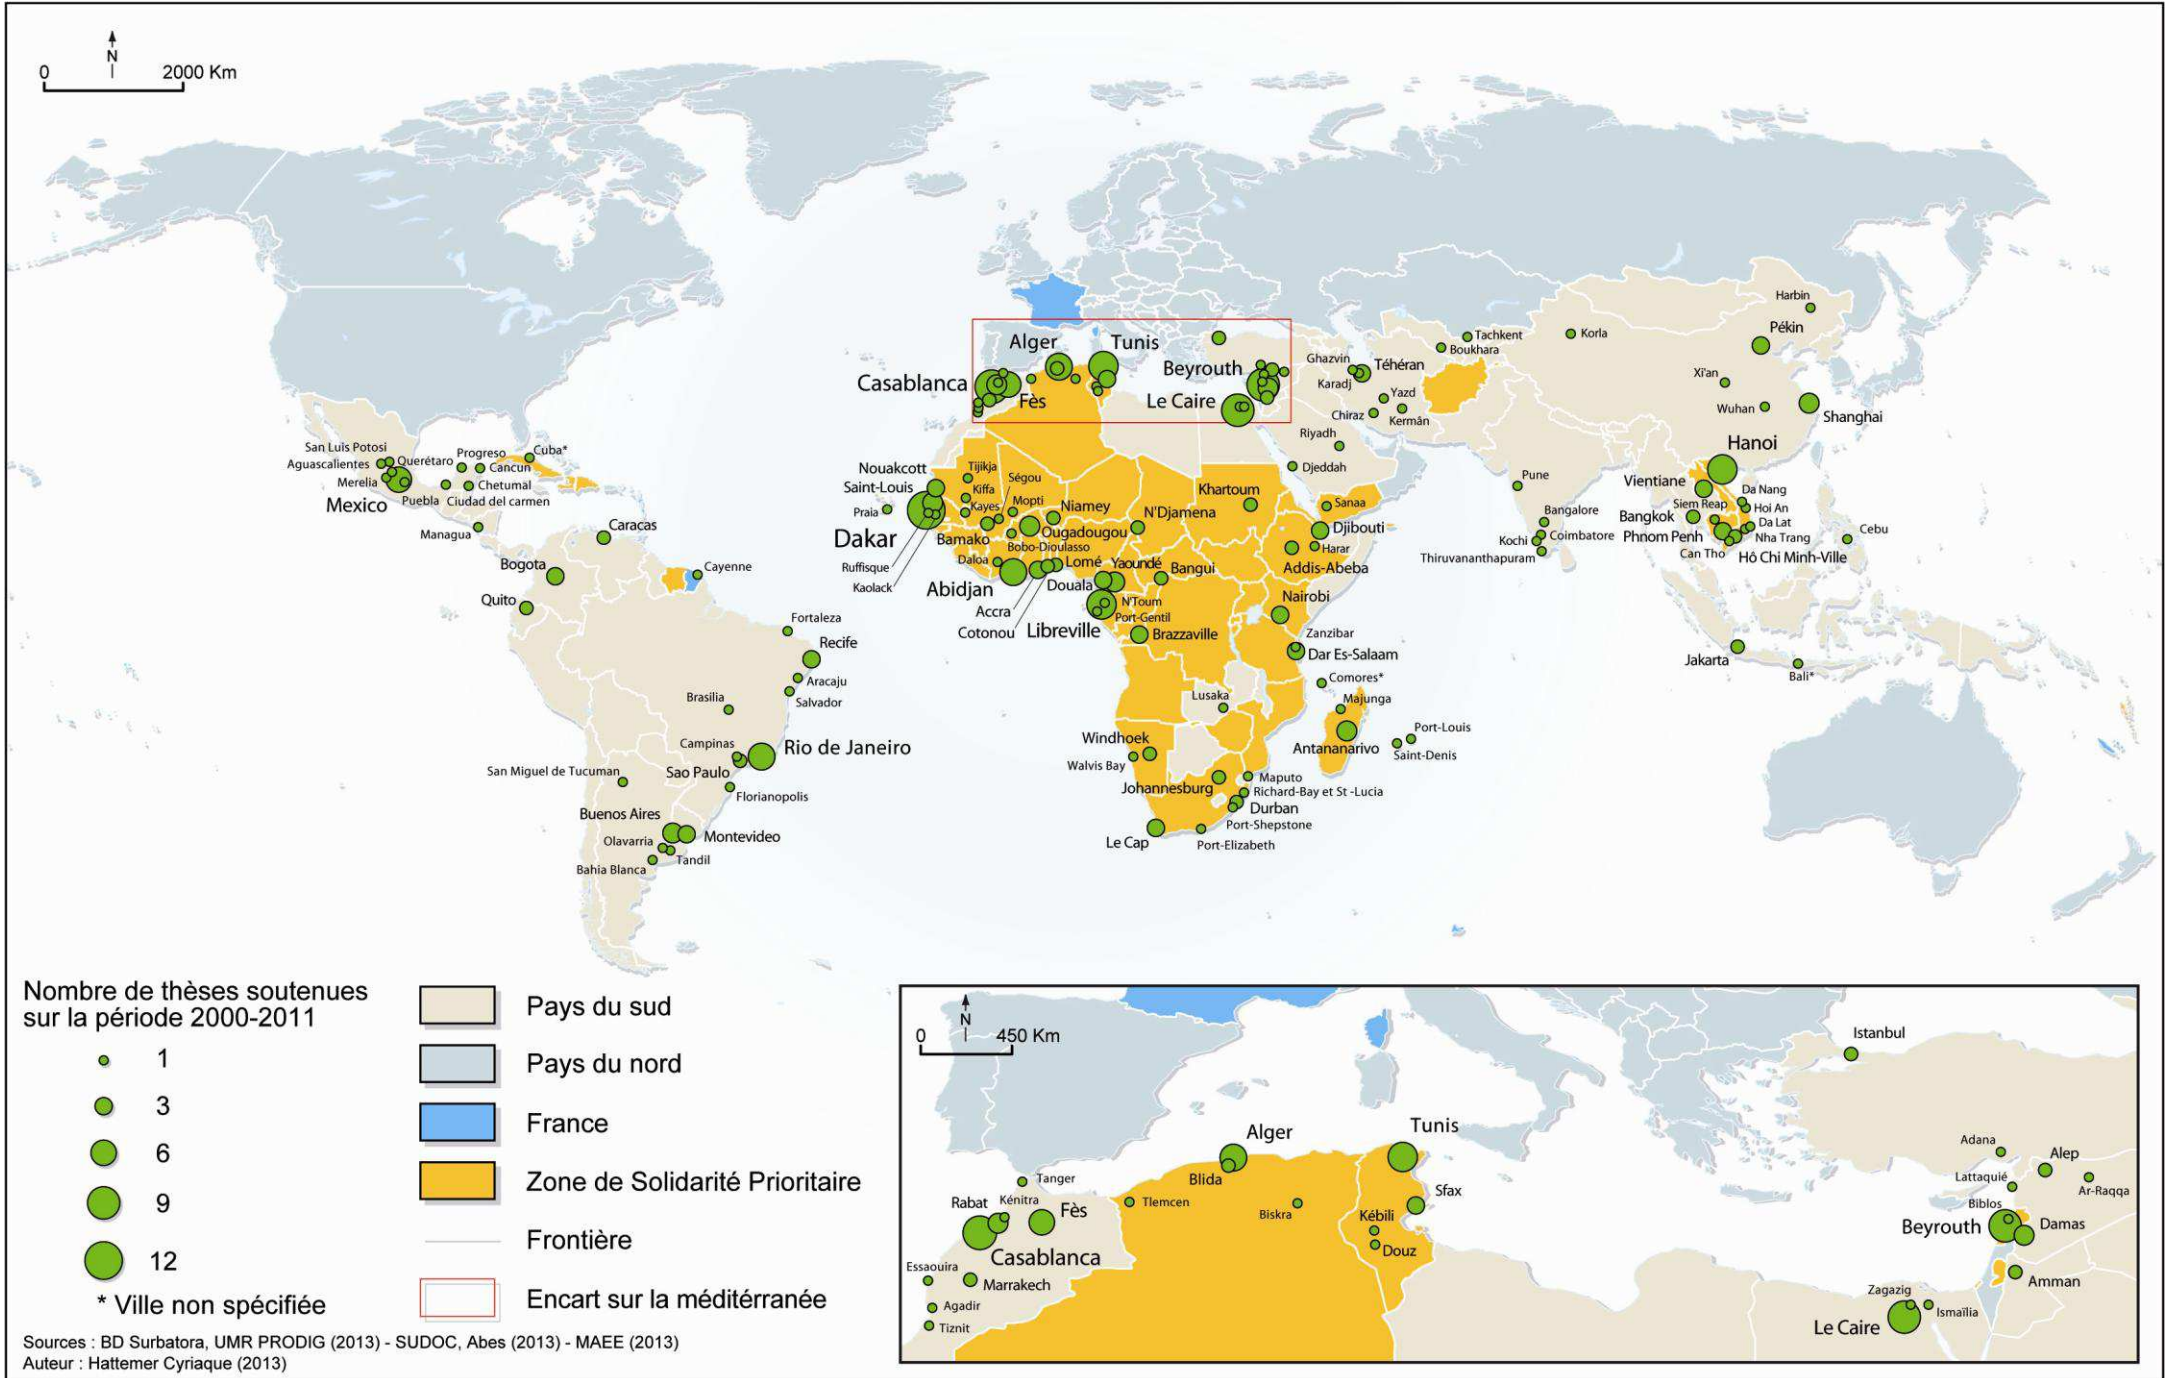 N
0 2000 Km
Harbin
Pékin
Tachkent
Korla
Boukhara
Alger
Tunis
Ghazvin
Téhéran
Beyrouth
Xi'an
Casablanca
Karadj
Yazd
Fès
Le Caire
Wuhan
Chiraz
Kermân
Shanghai
Riyadh
Hanoi
San Luis Potosi
Progreso
Cuba*
Aguascalientes
Querétaro
Cancun
Nouakcott
Tijikja
Ségou
Djeddah
Pune
Merelia
Chetumal
Saint-Louis
Kiffa
Khartoum
Vientiane
Da Nang
Mexico
Puebla
Ciudad del carmen
Praia
Kayes
Mopti
Niamey
Sanaa
Siem Reap
Hoi An
N'Djamena
Bangalore
Bangkok
Da Lat
Managua
Caracas
Dakar
Bamako
Ougadougou
Djibouti
Kochi
Coimbatore
Phnom Penh
Nha Trang
Cebu
Bobo-Dioulasso
Harar
Thiruvananthapuram
Can Tho
Hô Chi Minh-Ville
Bogota
Cayenne
Ruffisque
Daloa
Lomé
Yaoundé
Bangui
Addis-Abeba
Kaolack
Abidjan
Douala
Quito
Accra
N'Toum
Nairobi
Fortaleza
Cotonou
Libreville
Port-Gentil
Brazzaville
Zanzibar
Recife
Dar Es-Salaam
Jakarta
Aracaju
Comores*
Bali*
Brasilia
Salvador
Lusaka
Majunga
Port-Louis
Campinas
Rio de Janeiro
Windhoek
Antananarivo
Saint-Denis
San Miguel de Tucuman
Sao Paulo
Walvis Bay
Maputo
Florianopolis
Johannesburg
Richard-Bay et St -Lucia
Buenos Aires
Durban
Montevideo
Port-Shepstone
Olavarria
Le Cap
Port-Elizabeth
Tandil
Bahia Blanca
Nombre de thèses soutenues
sur la période 2000-2011
1
3
6
9
12
* Ville non spécifiée
Pays du sud
Pays du nord
France
Zone de Solidarité Prioritaire
Frontière
Encart sur la méditérranée
Sources : BD Surbatora, UMR PRODIG (2013) - SUDOC, Abes (2013) - MAEE (2013)
Auteur : Hattemer Cyriaque (2013)
N
0 450 Km
Istanbul
Alger
Tunis
Adana
Alep
Blida
Tanger
Lattaquié
Ar-Raqqa
Rabat
Kénitra
Fès
Tlemcen
Biskra
Sfax
Biblos
Kébili
Beyrouth
Damas
Casablanca
Douz
Essaouira
Marrakech
Amman
Agadir
Zagazig
Ismaïlia
Tiznit
Le Caire